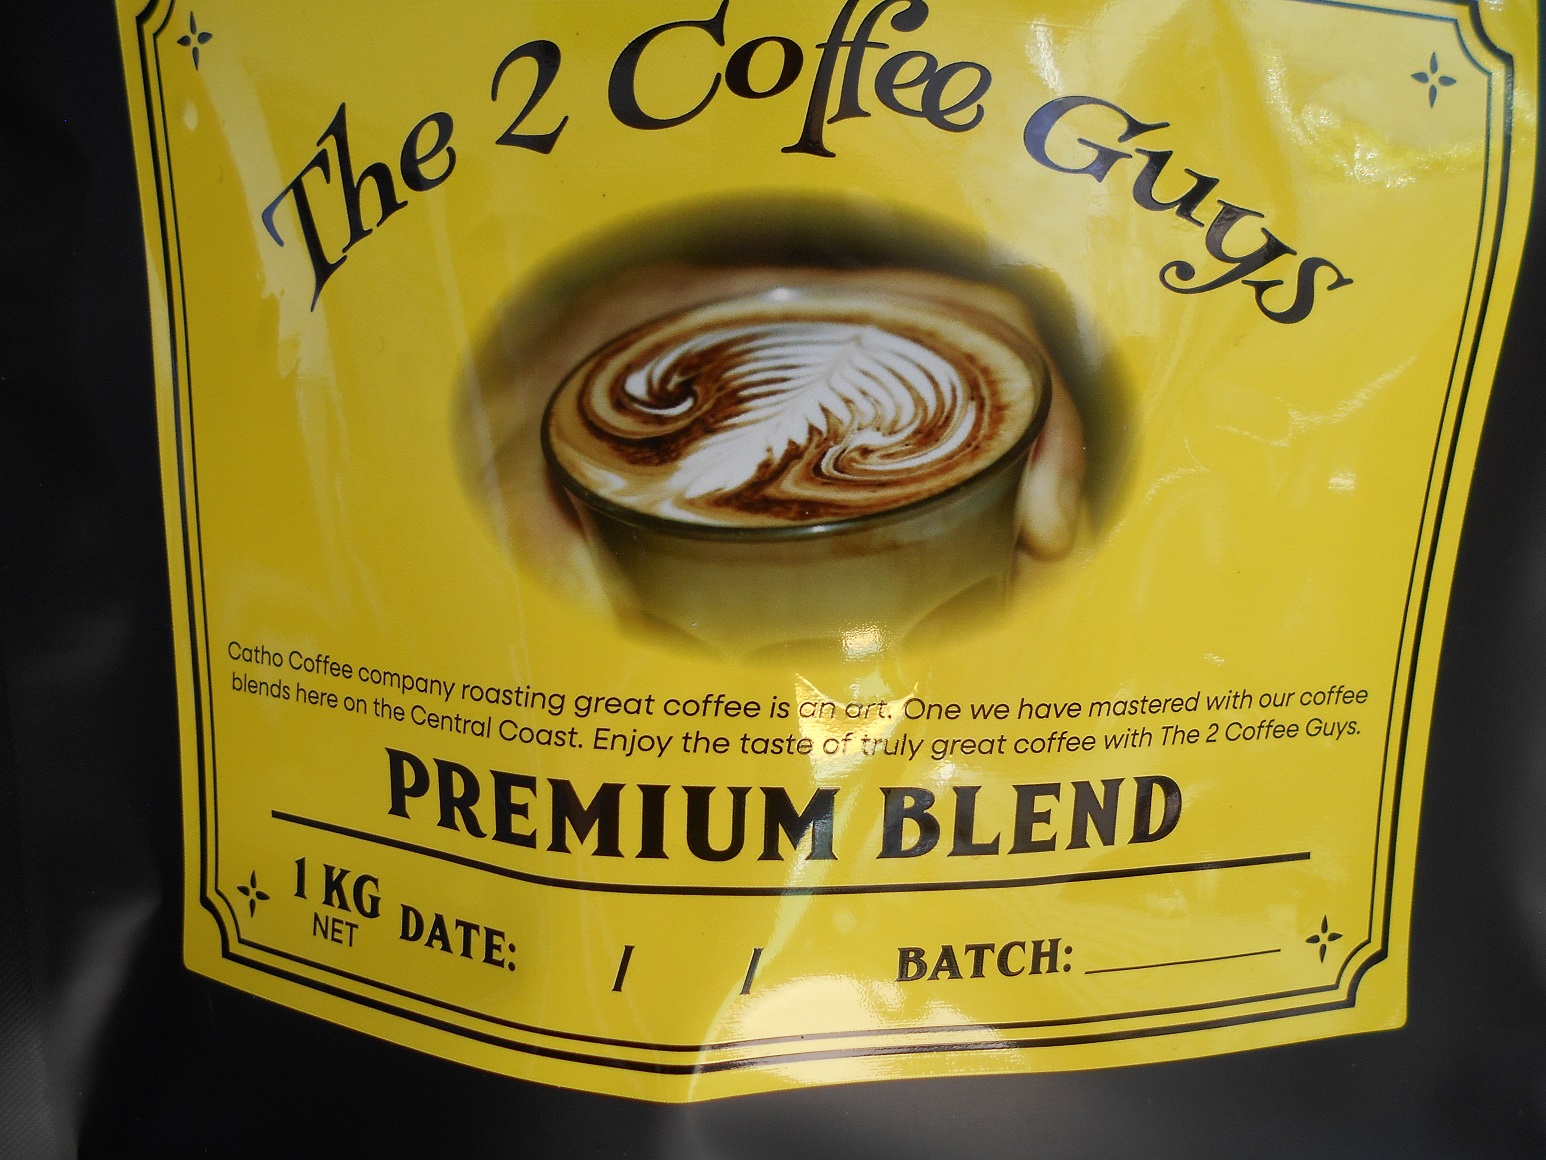 The 2 Coffee Guys
Catho Coffee company roasting great coffee is an art. One we have mastered with our coffee
blends here on the Central Coast. Enjoy the taste of truly great coffee with The 2 Coffee Guys.
PREMIUM BLEND
1 KG
NET
DATE: / /
BATCH: ________